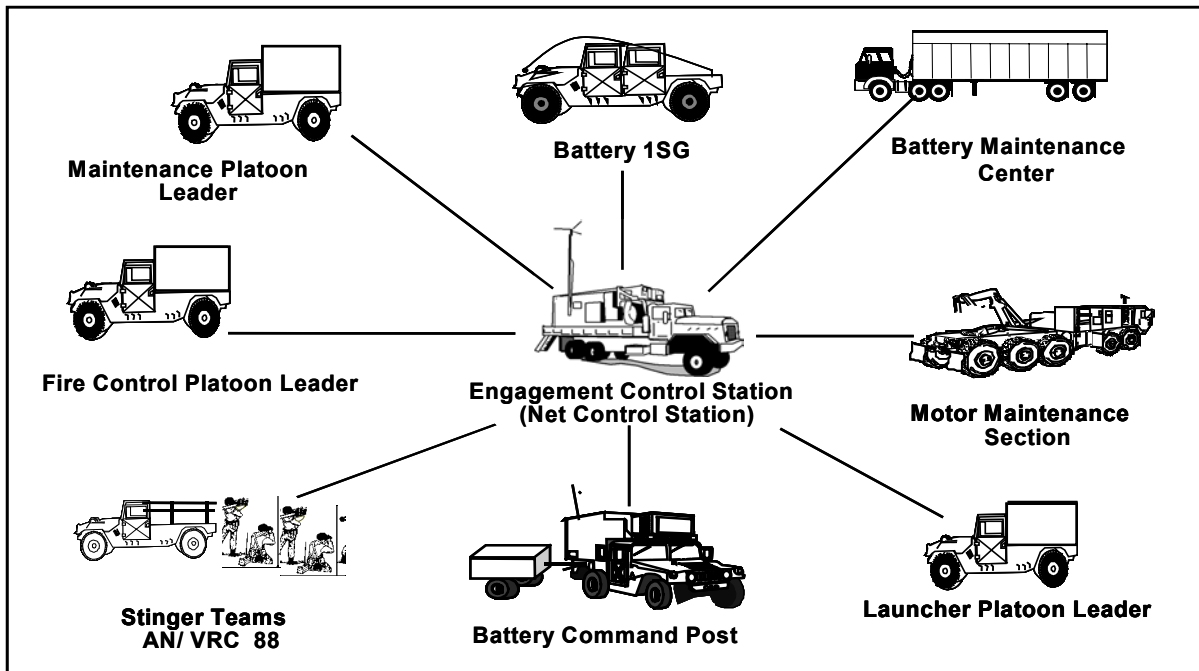 Maintenance Platoon
Leader
Battery 1SG
Battery Maintenance
Center
Fire Control Platoon Leader
Engagement Control Station
(Net Control Station)
Motor Maintenance
Section
Stinger Teams
AN/ VRC 88
Battery Command Post
Launcher Platoon Leader